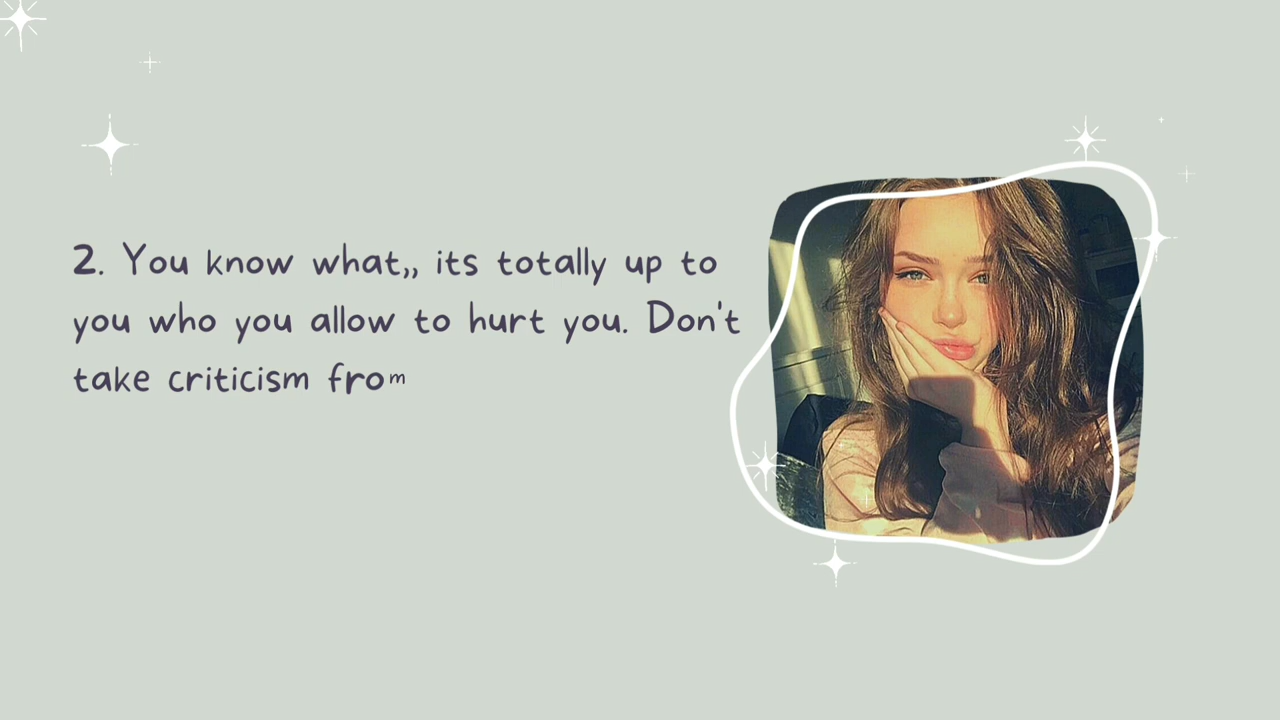 2. You know what,, its totally up to
you who you allow to hurt you. Don't
take criticism from